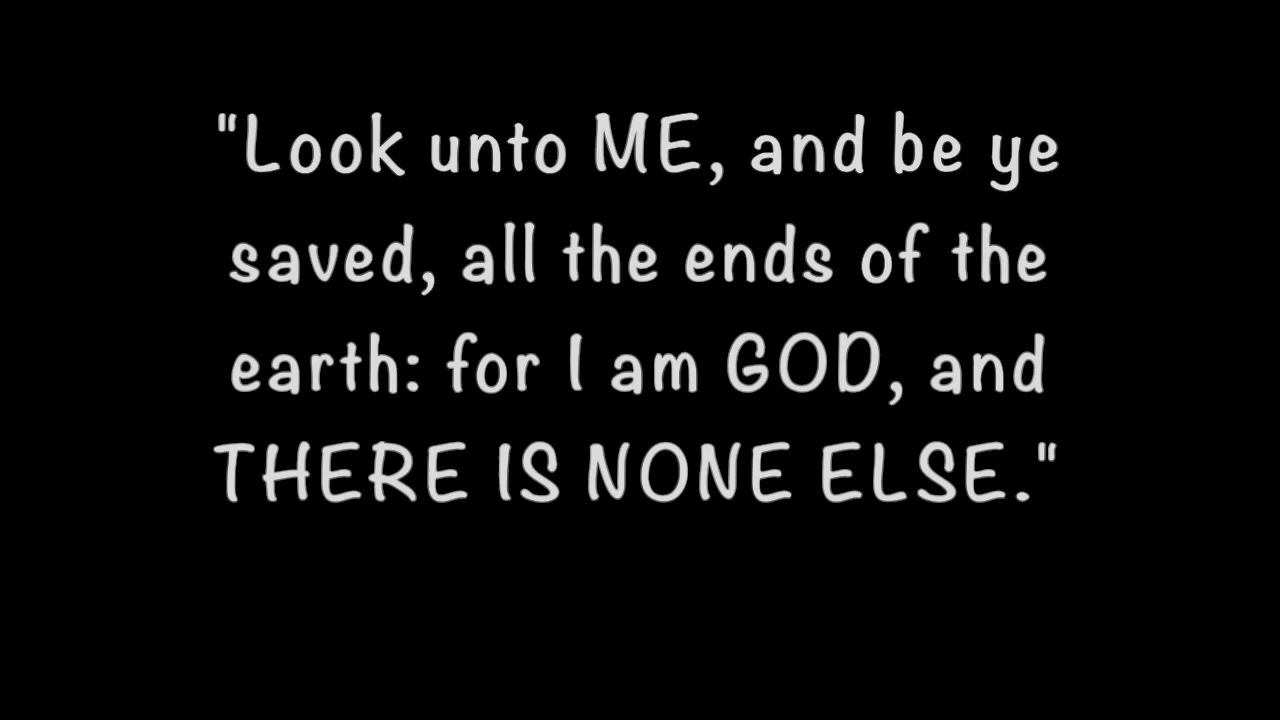 "Look unto ME, and be ye
saved, all the ends of the
earth: for I am GOD, and
THERE IS NONE ELSE."